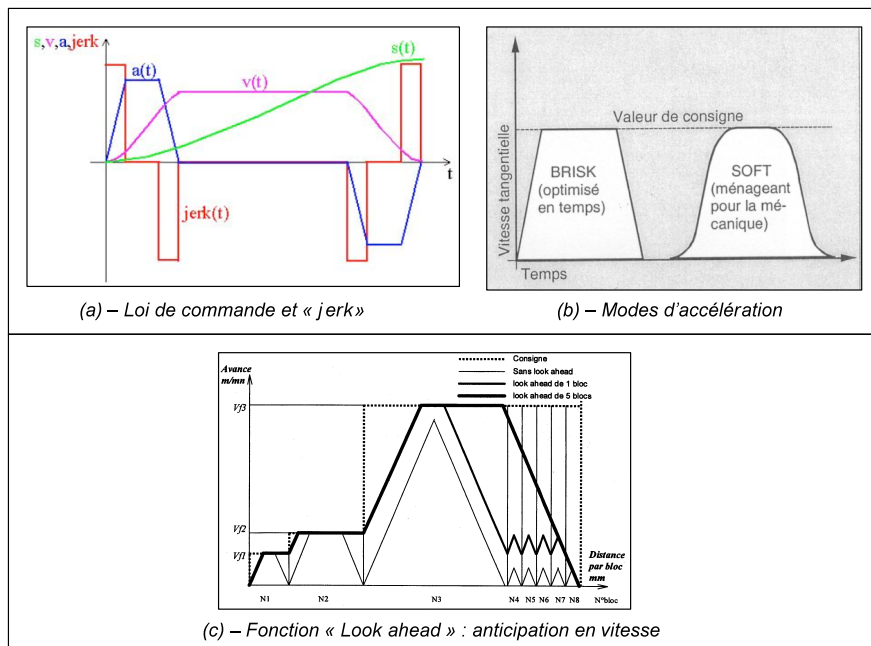 s,v,a,jerk
s(t)
a(t)
v(t)
t
jerk(t)
(a) – Loi de commande et « jerk»
Vitesse tangentielle
Valeur de consigne
BRISK
(optimisé
en temps)
SOFT
(ménageant
pour la mé-
canique)
Temps
(b) – Modes d'accélération
Avance
m/mn
Consigne
Sans look ahead
look ahead de 1 bloc
look ahead de 5 blocs
Vf3
Vf2
Vf1
Distance
par bloc
mm
N1 N2 N3 N4 N5 N6 N7 N8 N°bloc
(c) – Fonction « Look ahead » : anticipation en vitesse